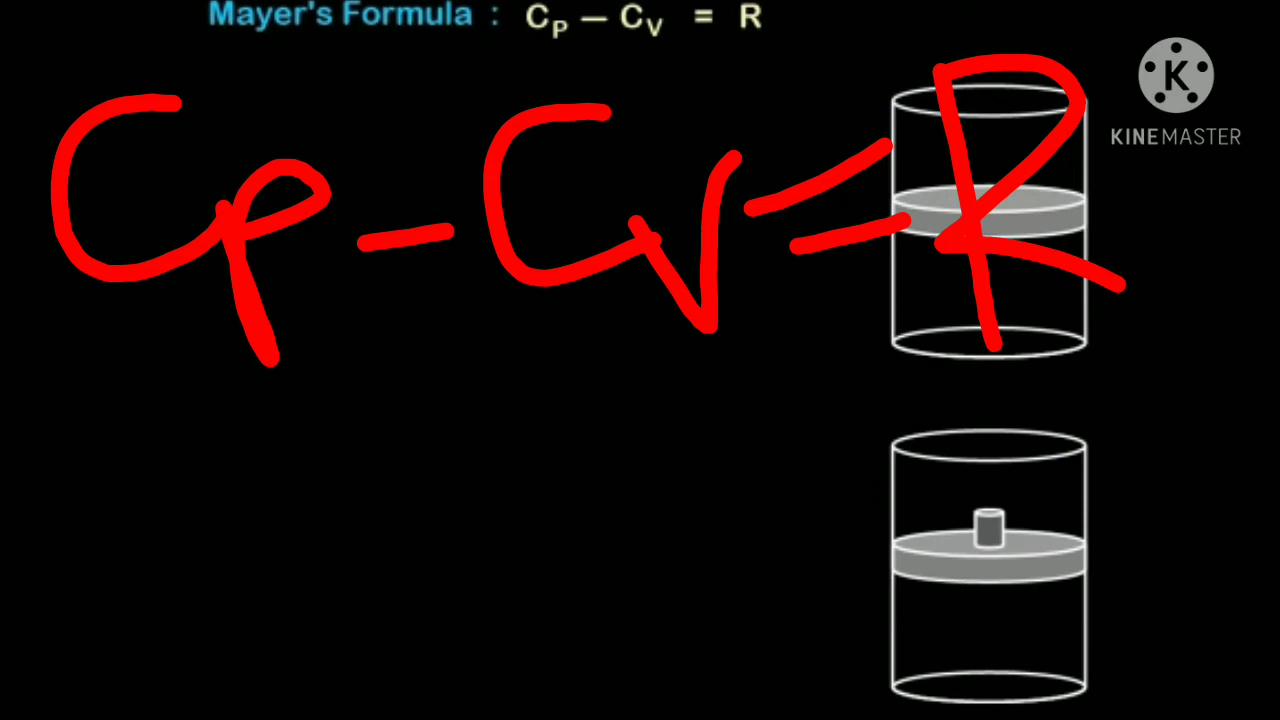 Mayer's Formula : CP – CV = R
K
KINEMASTER
Cp - Cv = R